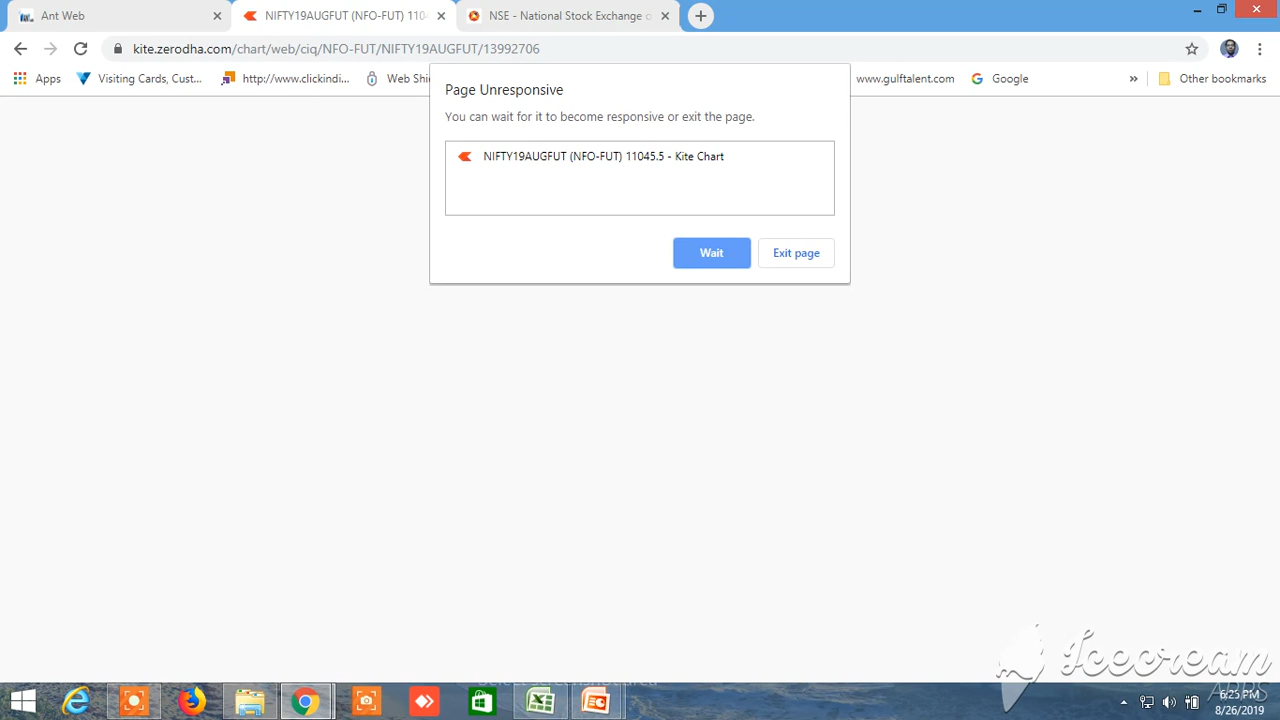 Ant Web
NIFTY19AUGFUT (NFO-FUT) 1104
NSE - National Stock Exchange o
kite.zerodha.com/chart/web/ciq/NFO-FUT/NIFTY19AUGFUT/13992706
Apps
Visiting Cards, Cust...
http://www.clickindi...
Web Shi
www.gulftalent.com
Google
»
Other bookmarks
Page Unresponsive
You can wait for it to become responsive or exit the page.
NIFTY19AUGFUT (NFO-FUT) 11045.5 - Kite Chart
Wait
Exit page
Icecream
APPS
6:25 PM
8/26/2019